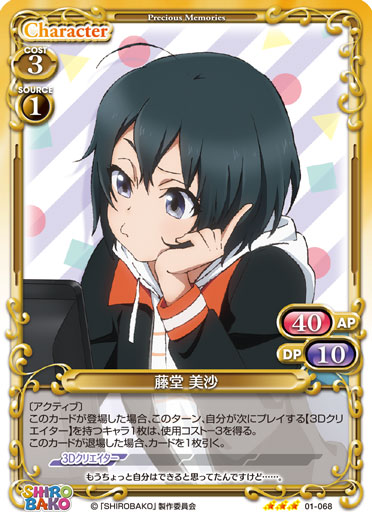 Precious Memories
Character
COST
3
SOURCE
1
40 AP
DP 10
藤堂 美沙
［アクティブ］
このカードが登場した場合、このターン、自分が次にプレイする【3Dクリ
エイター】を持つキャラ1枚は、使用コスト－3を得る。
このカードが退場した場合、カードを1枚引く。
3Dクリエイター
もうちょっと自分はできると思ってたんですけど……
SHIRO
BAKO
©「SHIROBAKO」製作委員会
01-068